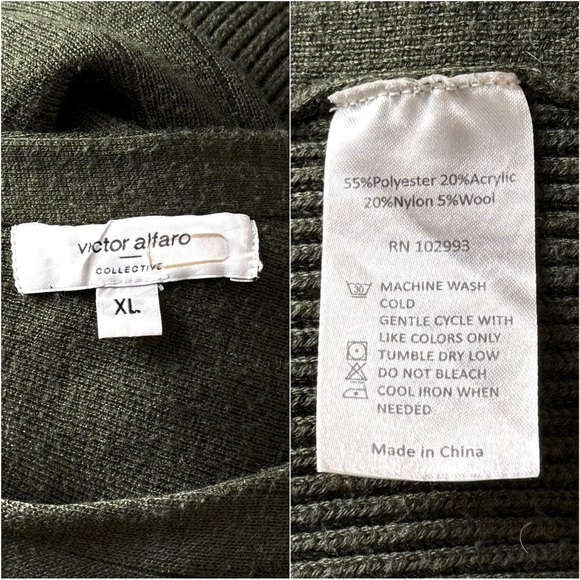 victor alfaro
COLLECTIVE
XL
55%Polyester 20%Acrylic
20%Nylon 5%Wool
RN 102993
30
MACHINE WASH
COLD
GENTLE CYCLE WITH
LIKE COLORS ONLY
TUMBLE DRY LOW
DO NOT BLEACH
COOL IRON WHEN
NEEDED
Made in China